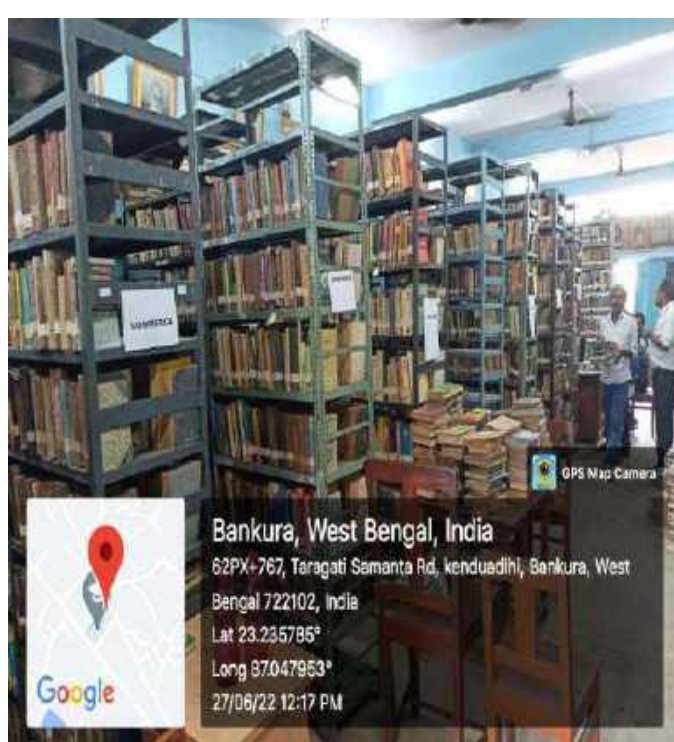 GPS Map Camera
Bankura, West Bengal, India
62PX+767, Taragati Samanta Rd, kenduadihi, Bankura, West
Bengal 722102, India
Lat 23.235785°
Long 87.047953°
27/06/22 12:17 PM
Google